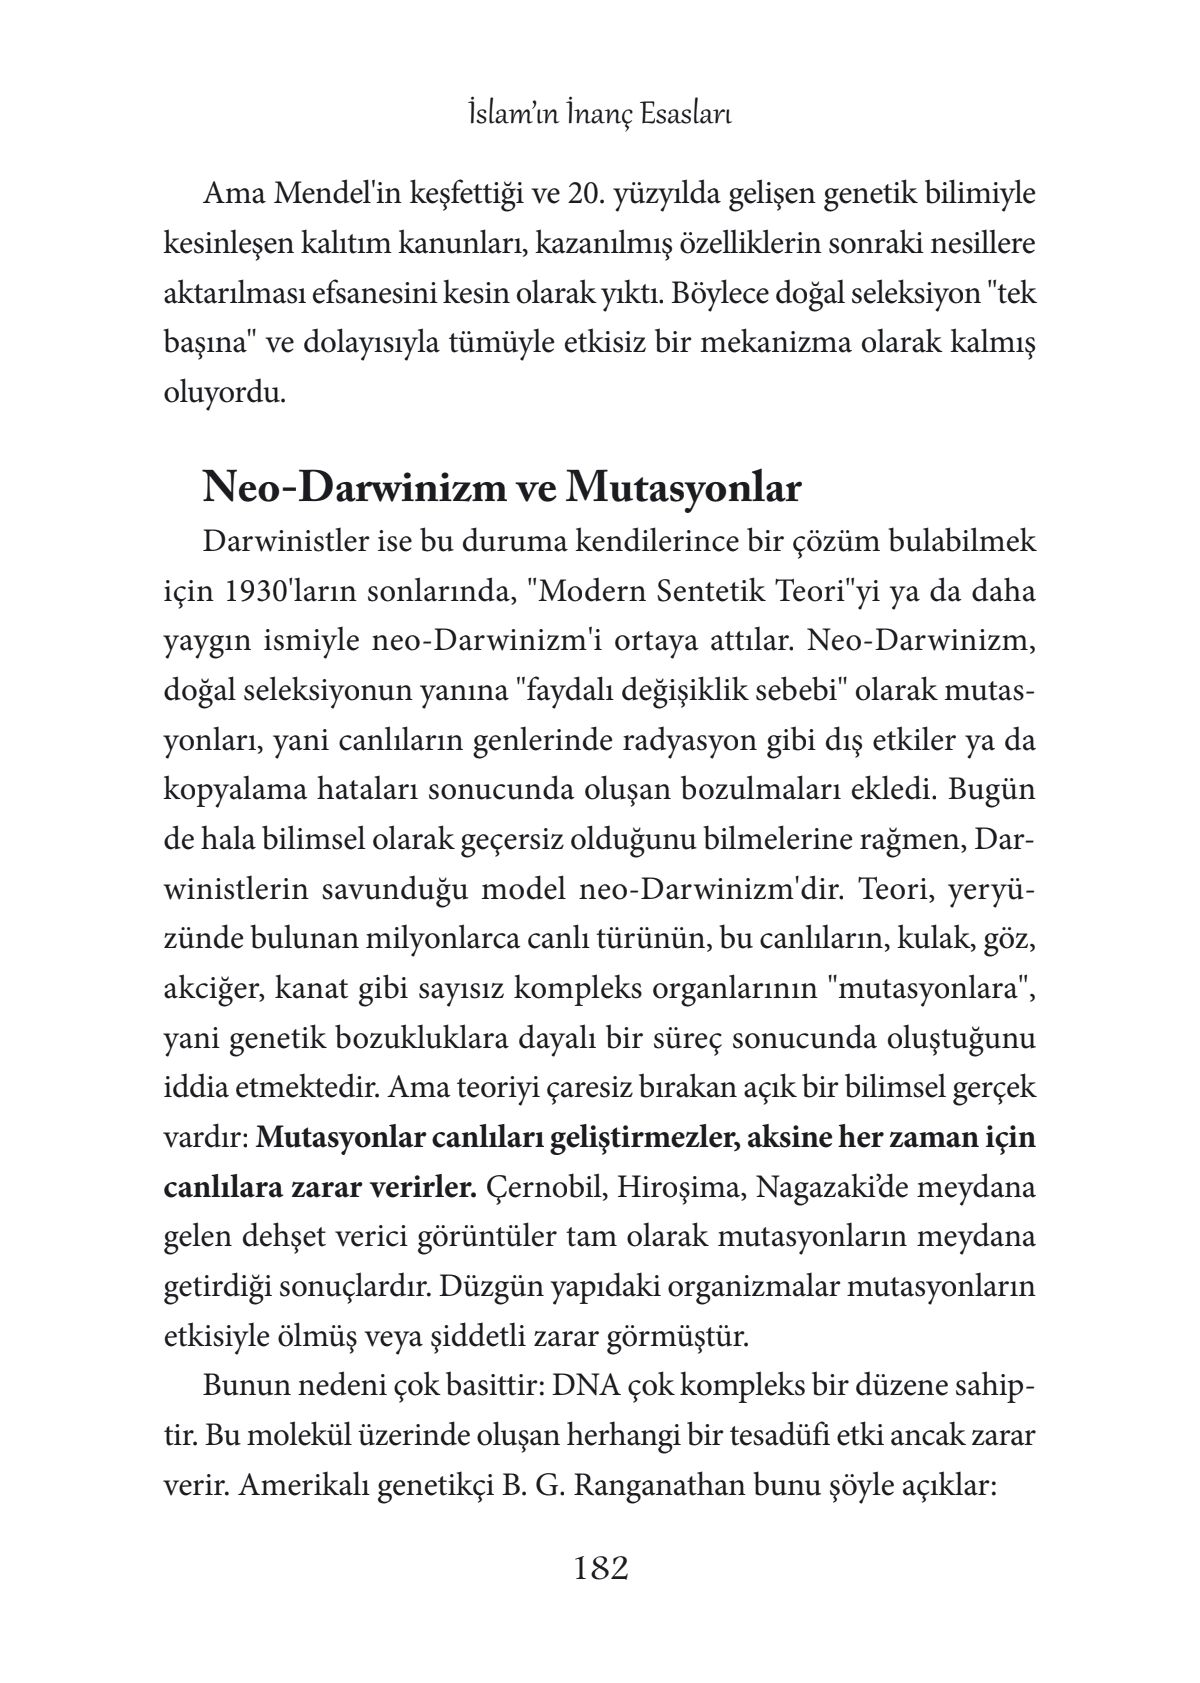 İslam’ın İnanç Esasları
Ama Mendel'in keşfettiği ve 20. yüzyılda gelişen genetik bilimiyle
kesinleşen kalıtım kanunları, kazanılmış özelliklerin sonraki nesillere
aktarılması efsanesini kesin olarak yıktı. Böylece doğal seleksiyon "tek
başına" ve dolayısıyla tümüyle etkisiz bir mekanizma olarak kalmış
oluyordu.
Neo-Darwinizm ve Mutasyonlar
Darwinistler ise bu duruma kendilerince bir çözüm bulabilmek
için 1930'ların sonlarında, "Modern Sentetik Teori"yi ya da daha
yaygın ismiyle neo-Darwinizm'i ortaya attılar. Neo-Darwinizm,
doğal seleksiyonun yanına "faydalı değişiklik sebebi" olarak mutas-
yonları, yani canlıların genlerinde radyasyon gibi dış etkiler ya da
kopyalama hataları sonucunda oluşan bozulmaları ekledi. Bugün
de hala bilimsel olarak geçersiz olduğunu bilmelerine rağmen, Dar-
winistlerin savunduğu model neo-Darwinizm'dir. Teori, yeryü-
zünde bulunan milyonlarca canlı türünün, bu canlıların, kulak, göz,
akciğer, kanat gibi sayısız kompleks organlarının "mutasyonlara",
yani genetik bozukluklara dayalı bir süreç sonucunda oluştuğunu
iddia etmektedir. Ama teoriyi çaresiz bırakan açık bir bilimsel gerçek
vardır: Mutasyonlar canlıları geliştirmezler, aksine her zaman için
canlılara zarar verirler. Çernobil, Hiroşima, Nagazaki’de meydana
gelen dehşet verici görüntüler tam olarak mutasyonların meydana
getirdiği sonuçlardır. Düzgün yapıdaki organizmalar mutasyonların
etkisiyle ölmüş veya şiddetli zarar görmüştür.
Bunun nedeni çok basittir: DNA çok kompleks bir düzene sahip-
tir. Bu molekül üzerinde oluşan herhangi bir tesadüfi etki ancak zarar
verir. Amerikalı genetikçi B. G. Ranganathan bunu şöyle açıklar:
182